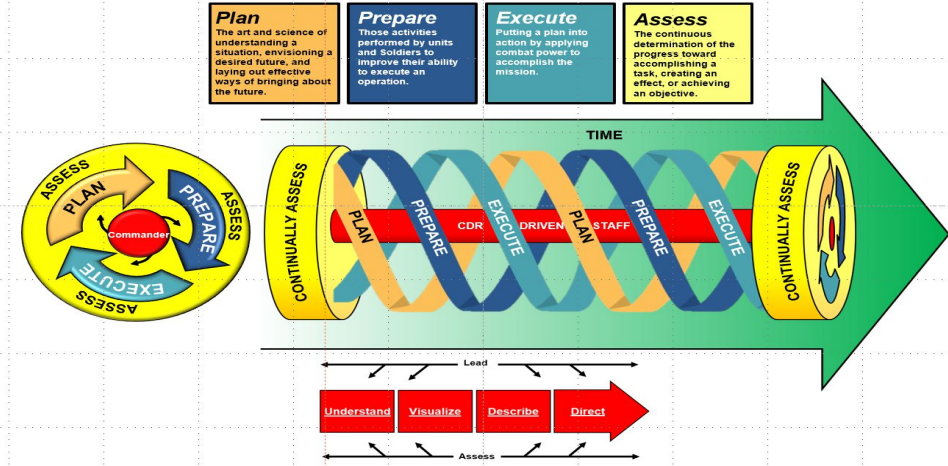 Plan
The art and science of
understanding a
situation, envisioning a
desired future, and
laying out effective
ways of bringing about
the future.
Prepare
Those activities
performed by units
and Soldiers to
improve their ability
to execute an
operation.
Execute
Putting a plan into
action by applying
combat power to
accomplish the
mission.
Assess
The continuous
determination of the
progress toward
accomplishing a
task, creating an
effect, or achieving
an objective.
TIME
ASSESS
ASSESS
ASSESS
PLAN
PREPARE
EXECUTE
Commander
CONTINUALLY ASSESS
PLAN
PREPARE
EXECUTE
PLAN
PREPARE
EXECUTE
CDR DRIVEN STAFF
CONTINUALLY ASSESS
Lead
Understand
Visualize
Describe
Direct
Assess